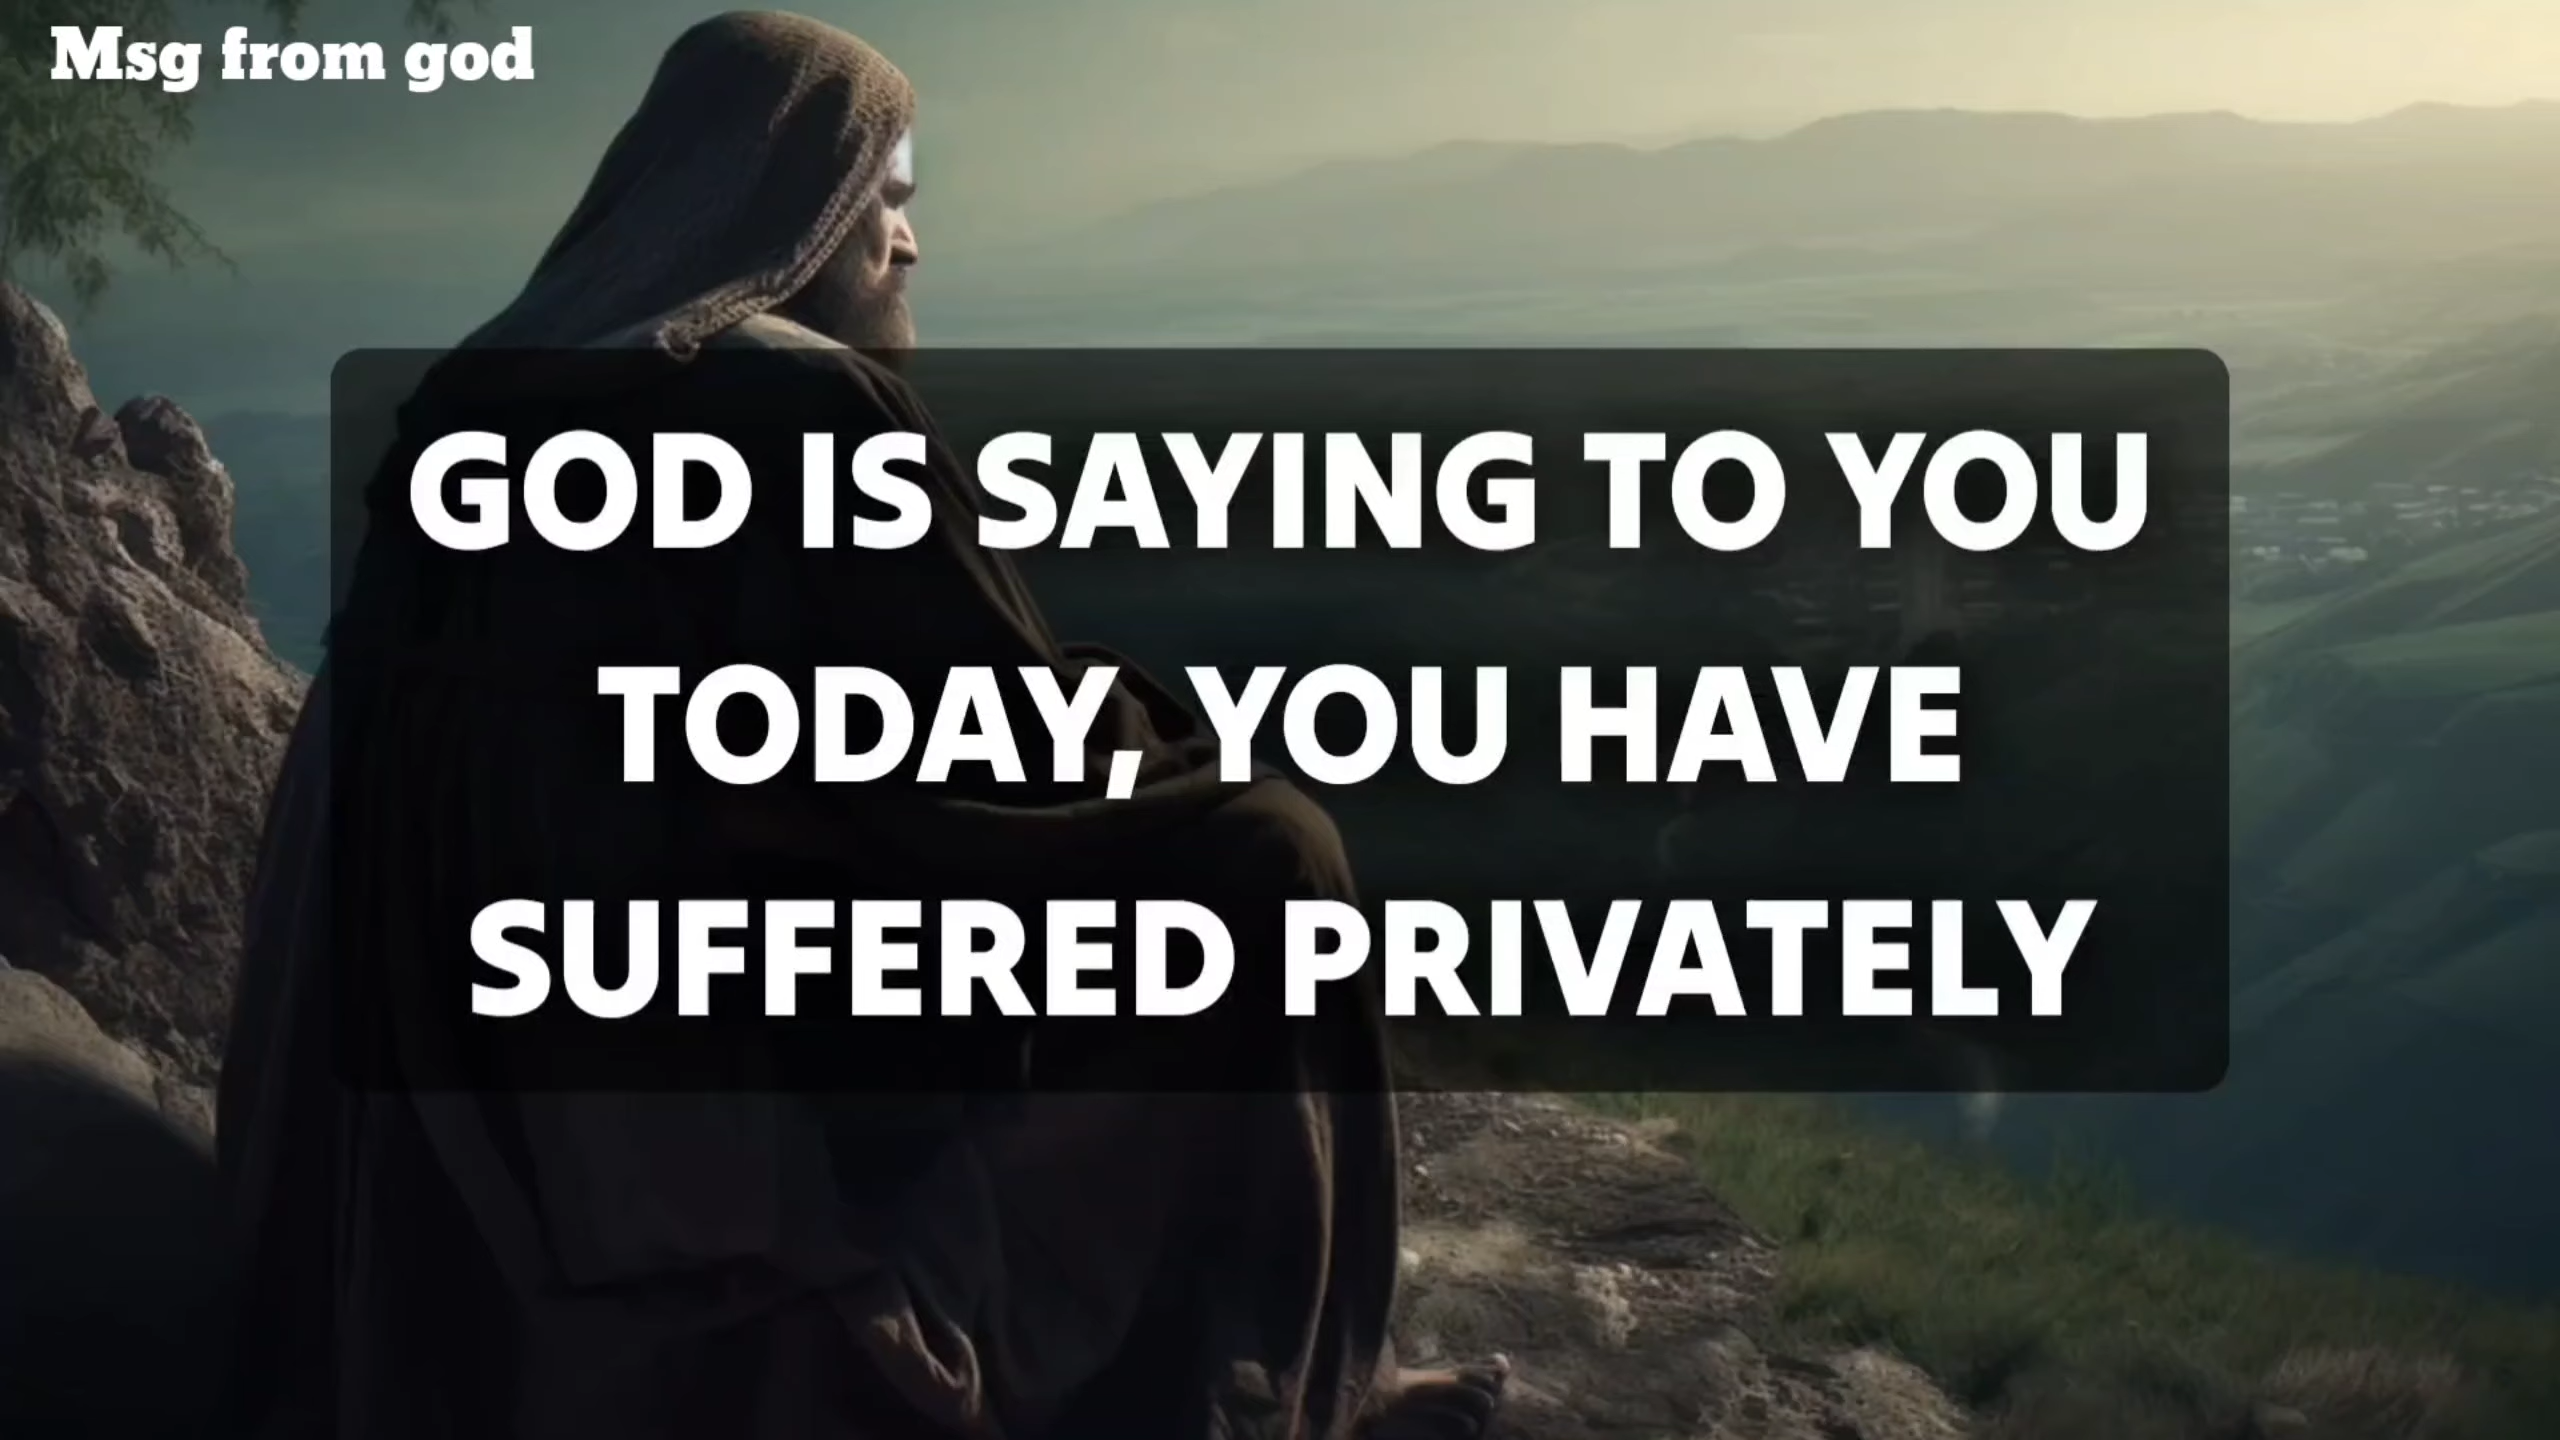 Msg from god
GOD IS SAYING TO YOU
TODAY, YOU HAVE
SUFFERED PRIVATELY